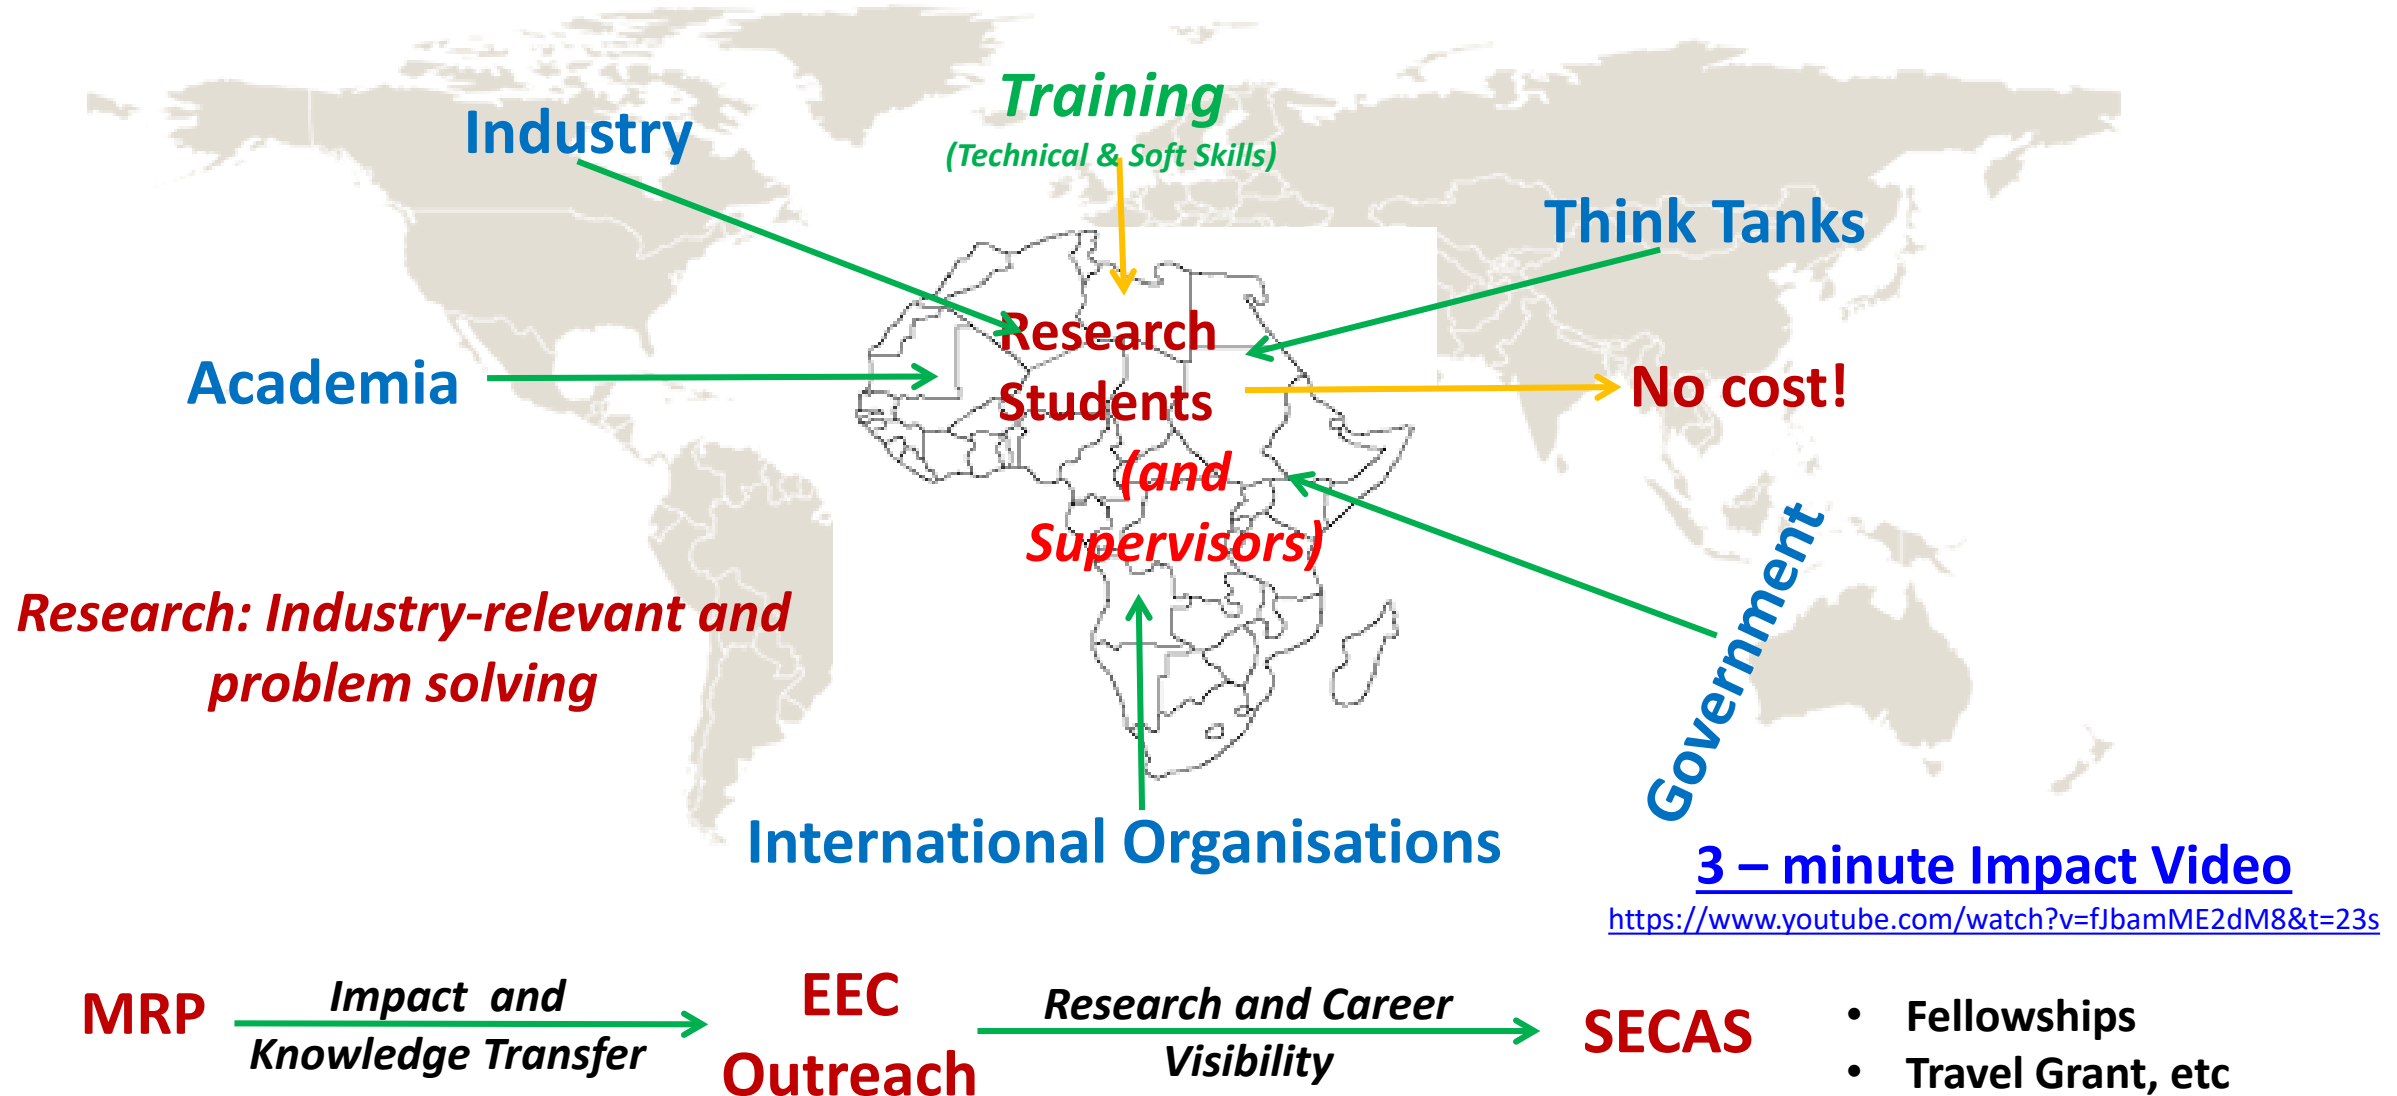 Training
(Technical & Soft Skills)
Industry
Think Tanks
Research
Students
(and
Supervisors)
Academia
No cost!
Government
Research: Industry-relevant and
problem solving
International Organisations
3 – minute Impact Video
https://www.youtube.com/watch?v=fJbamME2dM8&t=23s
MRP
Impact and
Knowledge Transfer
EEC
Outreach
Research and Career
Visibility
SECAS
• Fellowships
• Travel Grant, etc